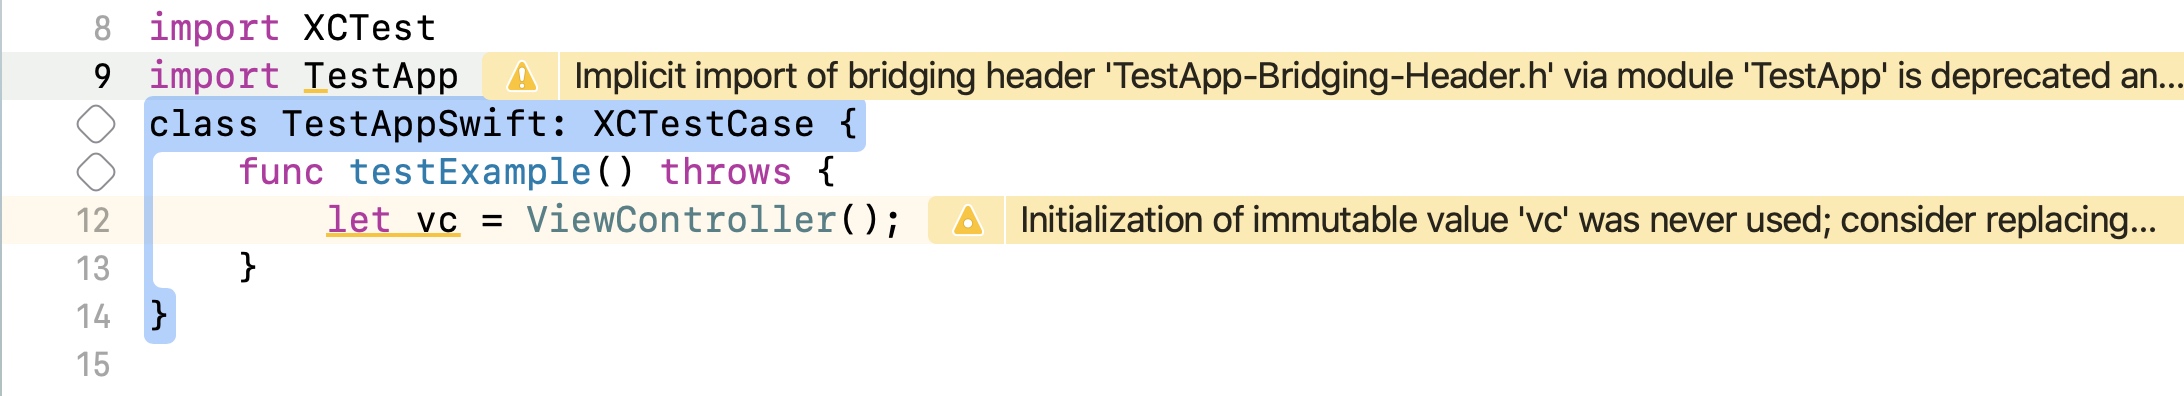 8 import XCTest
9 import TestApp Implicit import of bridging header 'TestApp-Bridging-Header.h' via module 'TestApp' is deprecated an...
class TestAppSwift: XCTestCase {
func testExample() throws {
12 let vc = ViewController(); Initialization of immutable value 'vc' was never used; consider replacing...
13 }
14 }
15